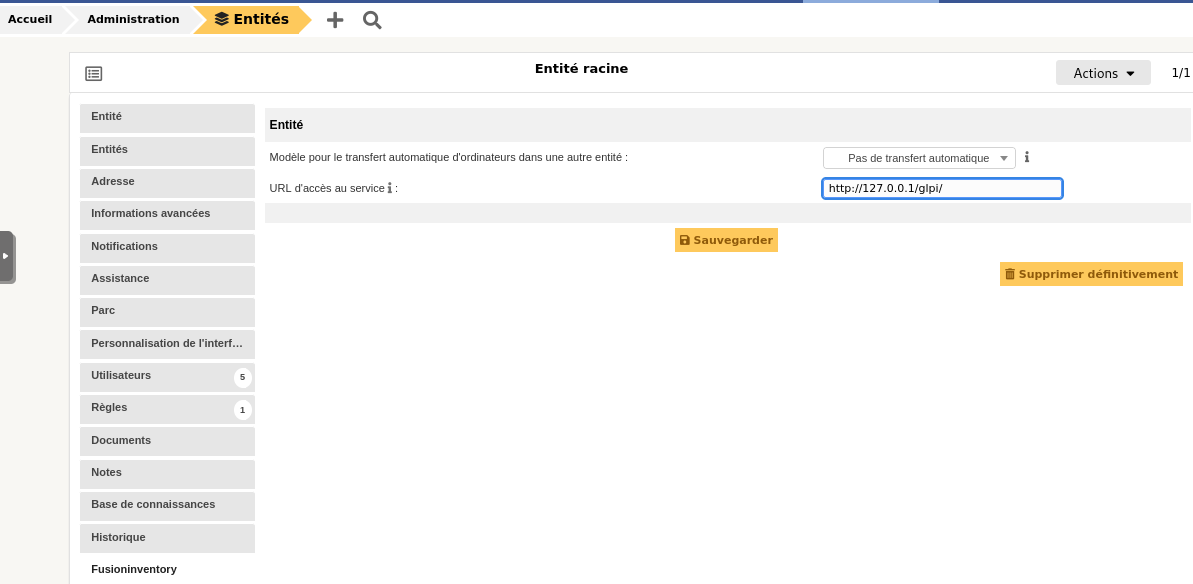 Accueil
Administration
Entités
Entité racine
Actions
1/1
Entité
Entités
Adresse
Informations avancées
Notifications
Assistance
Parc
Personnalisation de l'interf…
Utilisateurs 5
Règles 1
Documents
Notes
Base de connaissances
Historique
Fusioninventory
Entité
Modèle pour le transfert automatique d'ordinateurs dans une autre entité :
Pas de transfert automatique
URL d'accès au service :
http://127.0.0.1/glpi/
Sauvegarder
Supprimer définitivement